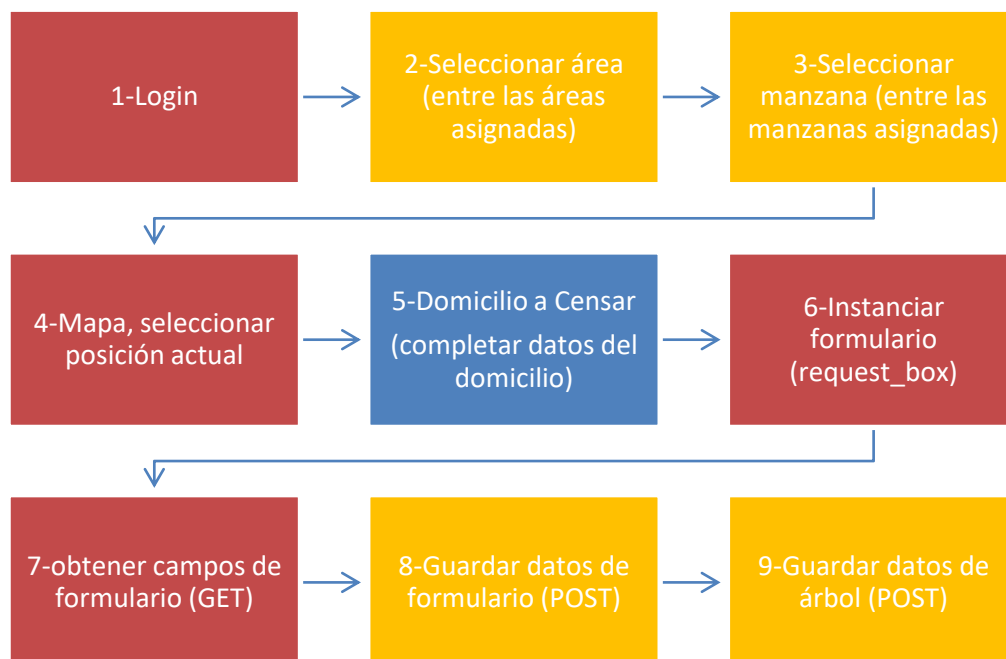 1-Login
2-Seleccionar área
(entre las áreas
asignadas)
3-Seleccionar
manzana (entre las
manzanas asignadas)
4-Mapa, seleccionar
posición actual
5-Domicilio a Censar
(completar datos del
domicilio)
6-Instanciar
formulario
(request_box)
7-obtener campos de
formulario (GET)
8-Guardar datos de
formulario (POST)
9-Guardar datos de
árbol (POST)